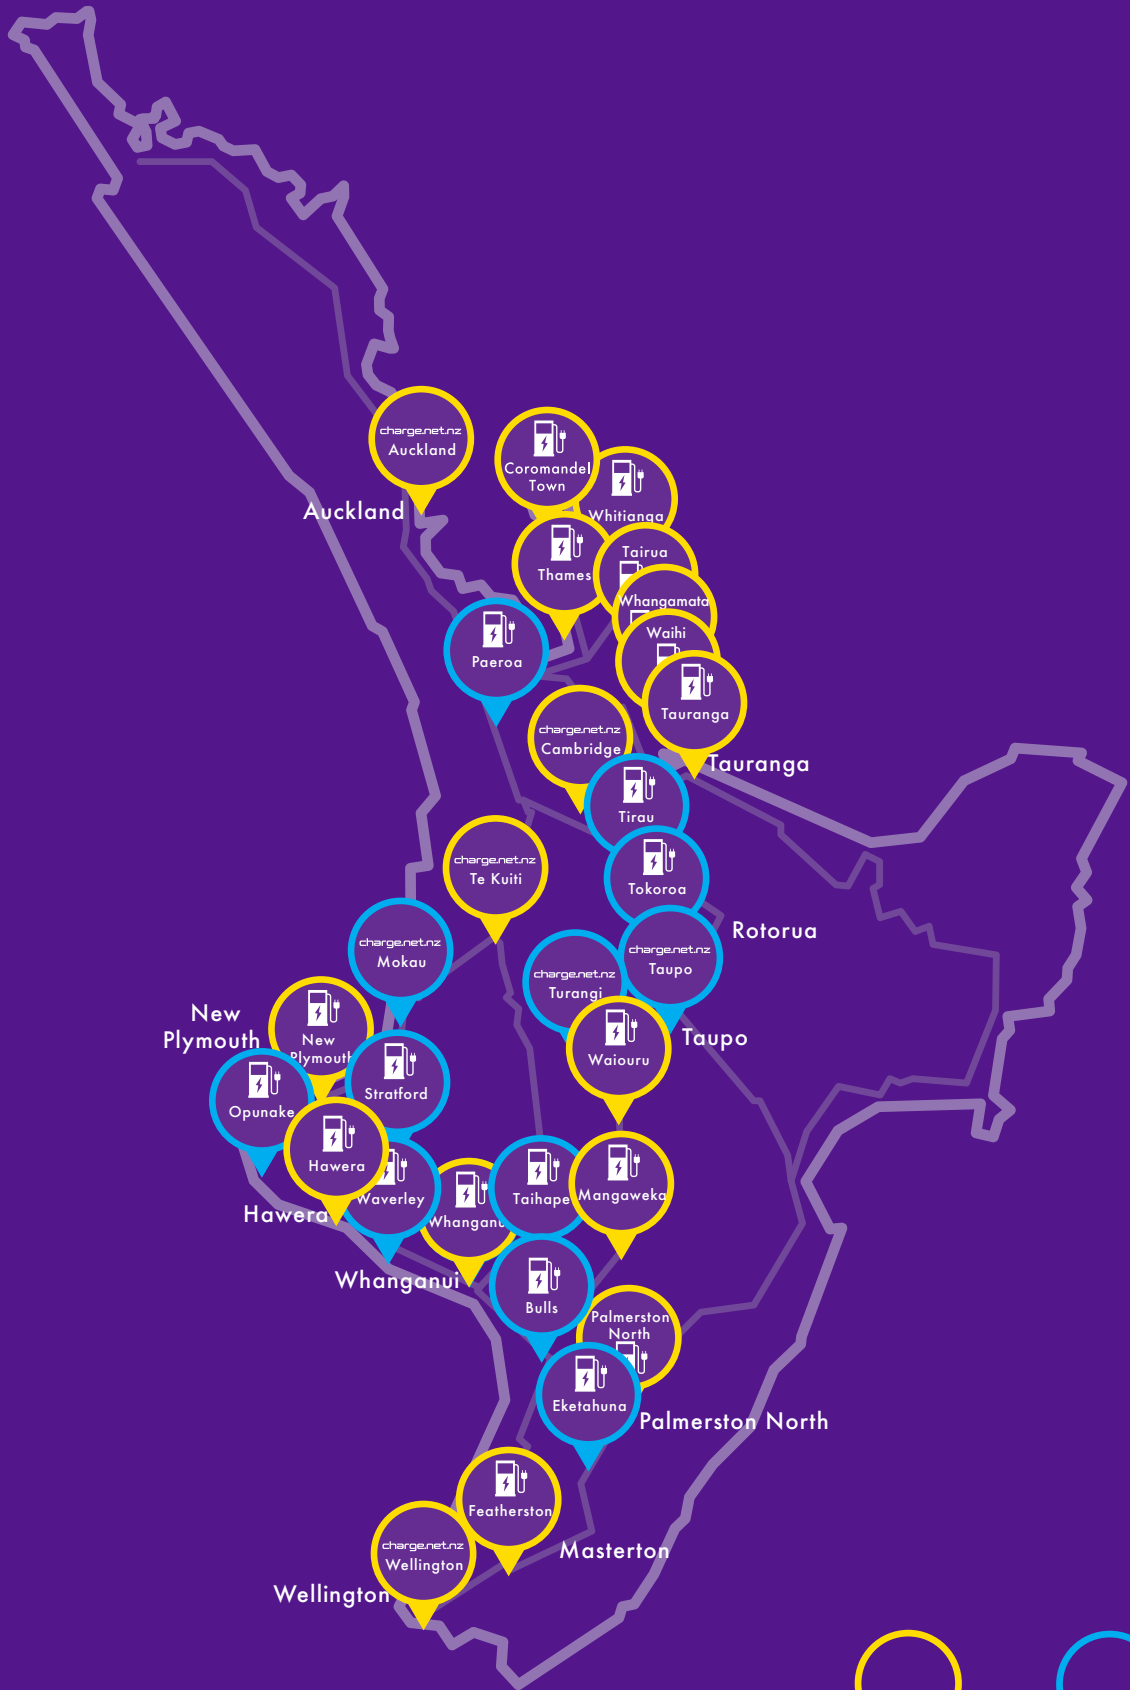 charge.net.nz
Auckland
Auckland
Coromandel
Town
Whitianga
Thames
Tairua
Whangamata
Waihi
Paeroa
Tauranga
Tauranga
charge.net.nz
Cambridge
Tirau
charge.net.nz
Te Kuiti
Tokoroa
Rotorua
charge.net.nz
Mokau
charge.net.nz
Taupo
Taupo
charge.net.nz
Turangi
New
Plymouth
New
Plymouth
Waiouru
Stratford
Opunake
Hawera
Hawera
Waverley
Whanganu
Whanganui
Taihape
Mangaweka
Bulls
Palmerston
North
Eketahuna
Palmerston North
Featherston
Masterton
charge.net.nz
Wellington
Wellington